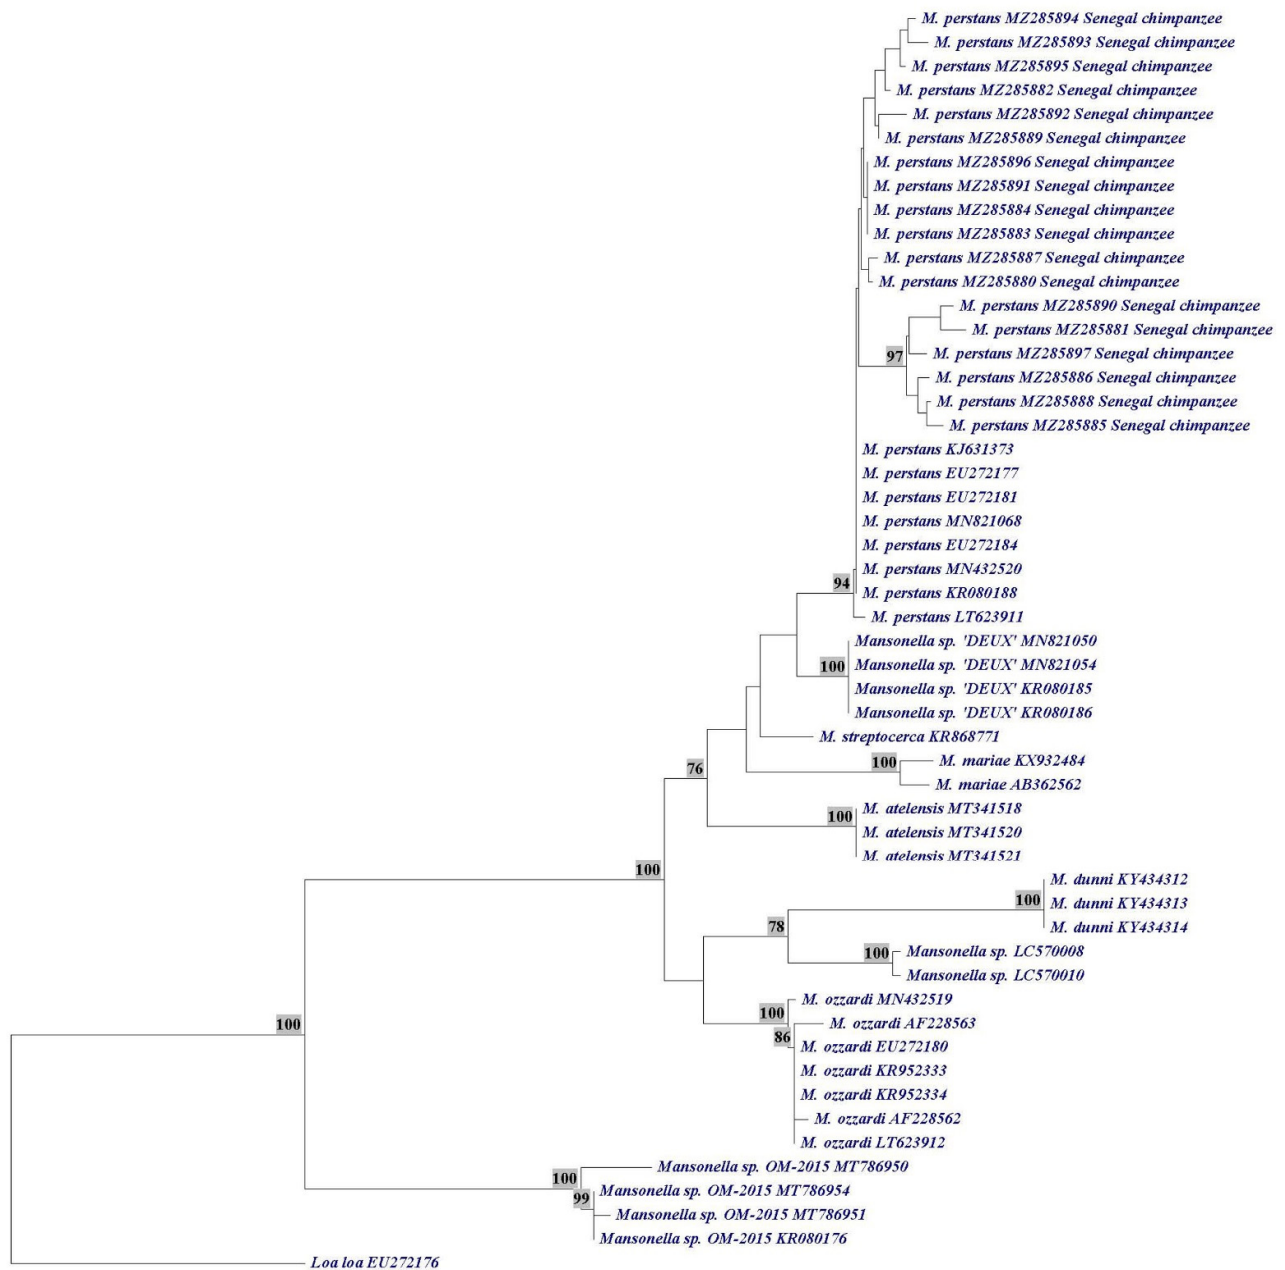 M. perstans MZ285894 Senegal chimpanzee
M. perstans MZ285893 Senegal chimpanzee
M. perstans MZ285895 Senegal chimpanzee
M. perstans MZ285882 Senegal chimpanzee
M. perstans MZ285892 Senegal chimpanzee
M. perstans MZ285889 Senegal chimpanzee
M. perstans MZ285896 Senegal chimpanzee
M. perstans MZ285891 Senegal chimpanzee
M. perstans MZ285884 Senegal chimpanzee
M. perstans MZ285883 Senegal chimpanzee
M. perstans MZ285887 Senegal chimpanzee
M. perstans MZ285880 Senegal chimpanzee
M. perstans MZ285890 Senegal chimpanzee
M. perstans MZ285881 Senegal chimpanzee
97
M. perstans MZ285897 Senegal chimpanzee
M. perstans MZ285886 Senegal chimpanzee
M. perstans MZ285888 Senegal chimpanzee
M. perstans MZ285885 Senegal chimpanzee
M. perstans KJ631373
M. perstans EU272177
M. perstans EU272181
M. perstans MN821068
M. perstans EU272184
M. perstans MN432520
94
M. perstans KR080188
M. perstans LT623911
Mansonella sp. 'DEUX' MN821050
100
Mansonella sp. 'DEUX' MN821054
Mansonella sp. 'DEUX' KR080185
Mansonella sp. 'DEUX' KR080186
M. streptocerca KR868771
100
M. mariae KX932484
76
M. mariae AB362562
M. atelensis MT341518
100
M. atelensis MT341520
M. atelensis MT341521
100
M. dunni KY434312
100
M. dunni KY434313
M. dunni KY434314
78
Mansonella sp. LC570008
100
Mansonella sp. LC570010
M. ozzardi MN432519
100
M. ozzardi AF228563
100
86
M. ozzardi EU272180
M. ozzardi KR952333
M. ozzardi KR952334
M. ozzardi AF228562
M. ozzardi LT623912
Mansonella sp. OM-2015 MT786950
100
Mansonella sp. OM-2015 MT786954
99
Mansonella sp. OM-2015 MT786951
Mansonella sp. OM-2015 KR080176
Loa loa EU272176